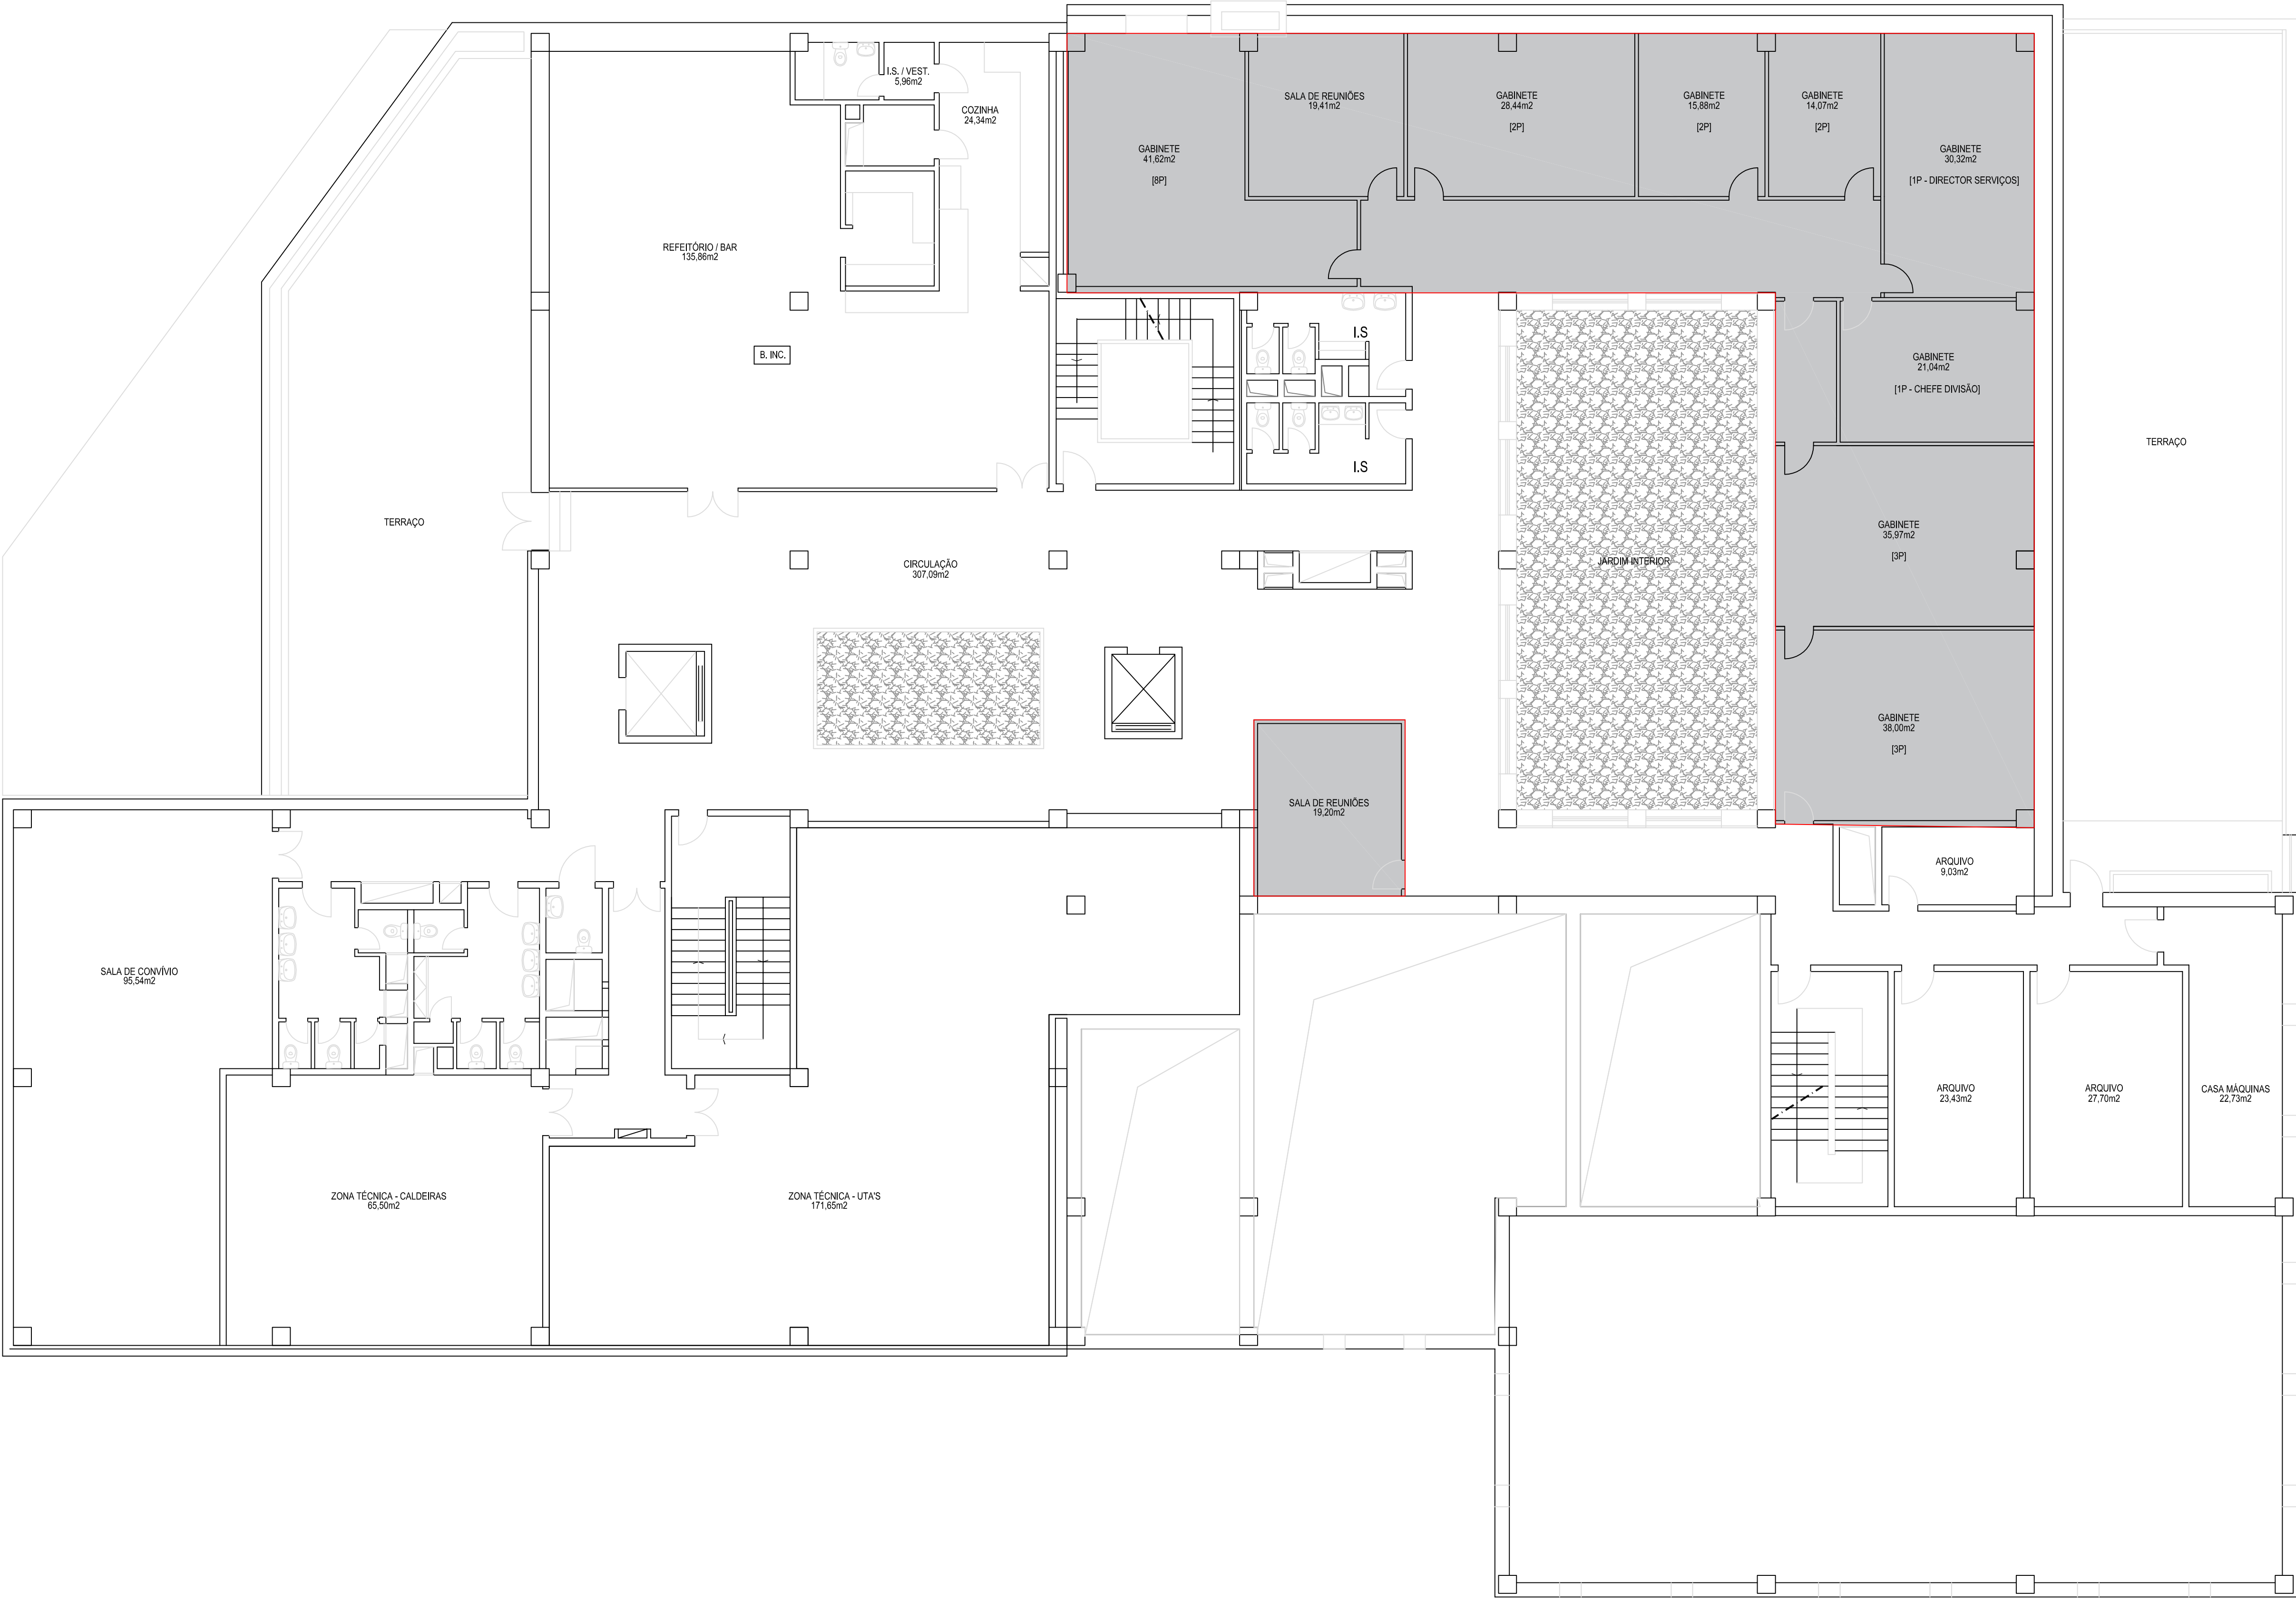 I.S. / VEST.
5,96m2
COZINHA
24,34m2
SALA DE REUNIÕES
19,41m2
GABINETE
28,44m2
[2P]
GABINETE
15,88m2
[2P]
GABINETE
14,07m2
[2P]
GABINETE
41,62m2
[8P]
GABINETE
30,32m2
[1P - DIRECTOR SERVIÇOS]
REFEITÓRIO / BAR
135,86m2
B. INC.
I.S
GABINETE
21,04m2
[1P - CHEFE DIVISÃO]
TERRAÇO
I.S
TERRAÇO
GABINETE
35,97m2
[3P]
CIRCULAÇÃO
307,09m2
JARDIM INTERIOR
GABINETE
38,00m2
[3P]
SALA DE REUNIÕES
19,20m2
ARQUIVO
9,03m2
SALA DE CONVÍVIO
95,54m2
ARQUIVO
23,43m2
ARQUIVO
27,70m2
CASA MÁQUINAS
22,73m2
ZONA TÉCNICA - CALDEIRAS
65,50m2
ZONA TÉCNICA - UTA'S
171,65m2